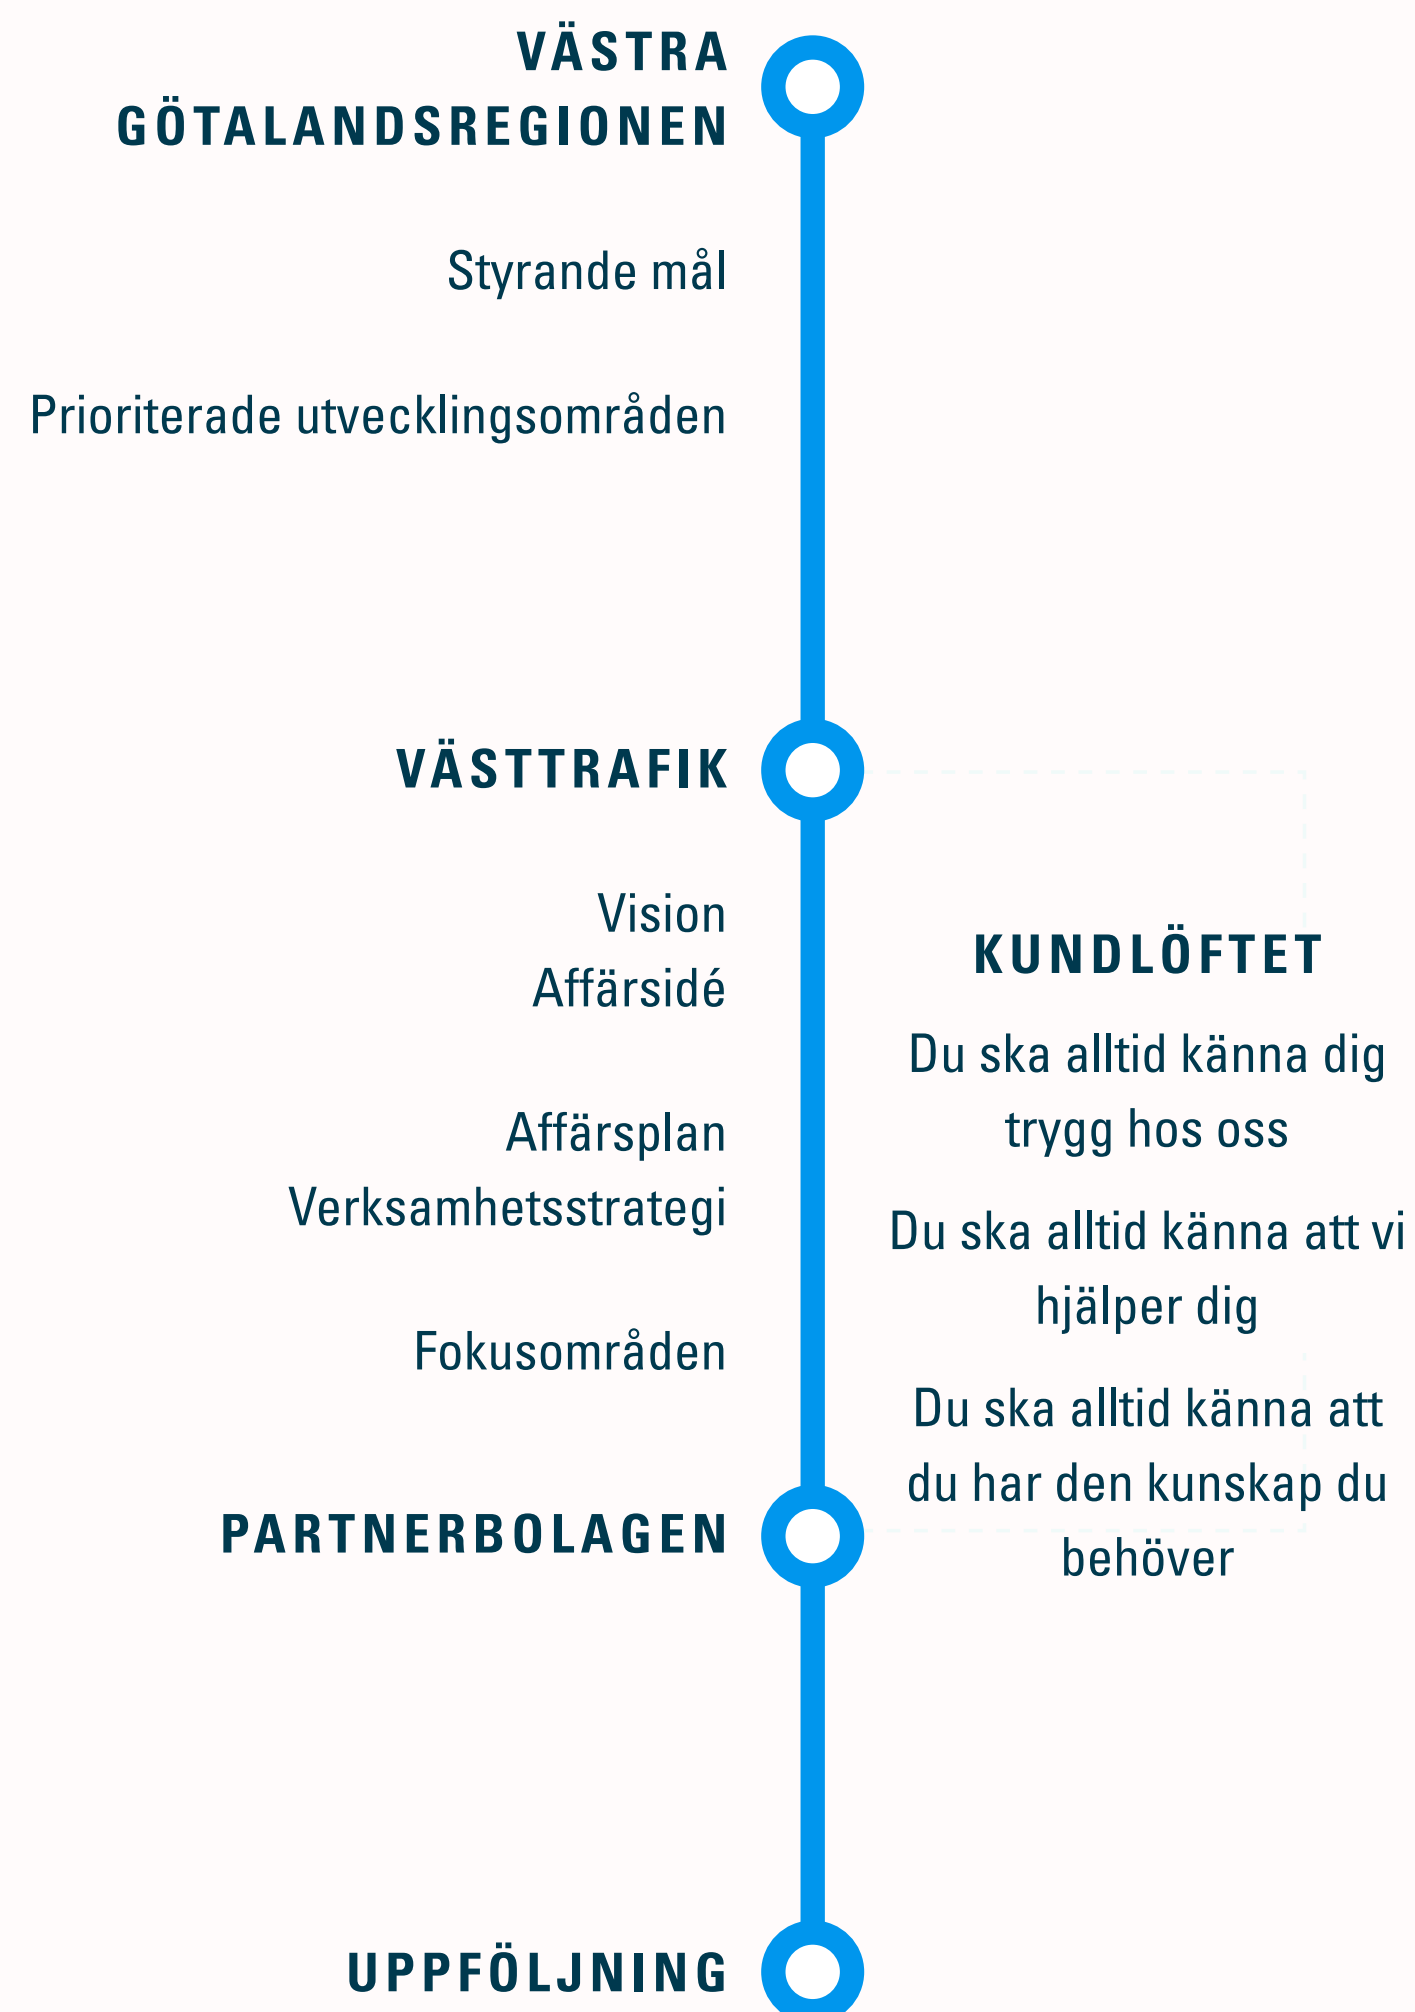 VÄSTRA
GÖTALANDSREGIONEN
Styrande mål
Prioriterade utvecklingsområden
VÄSTTRAFIK
Vision
Affärsidé
Affärsplan
Verksamhetsstrategi
Fokusområden
KUNDLÖFTET
Du ska alltid känna dig
trygg hos oss
Du ska alltid känna att vi
hjälper dig
Du ska alltid känna att
du har den kunskap du
behöver
PARTNERBOLAGEN
UPPFÖLJNING